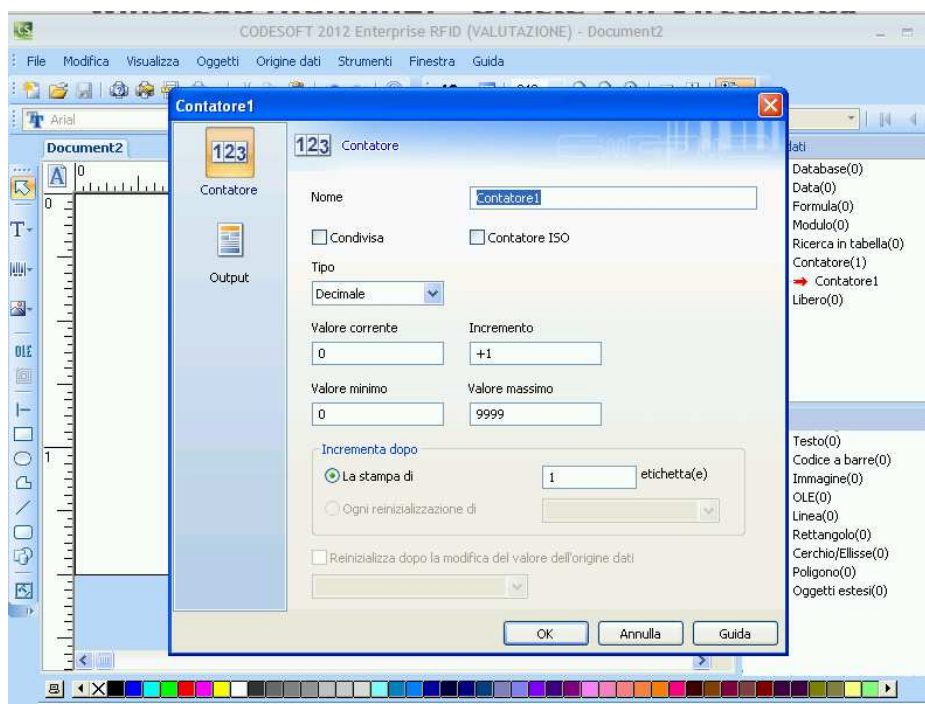 CODESOFT 2012 Enterprise RFID (VALUTAZIONE) - Document2
File Modifica Visualizza Oggetti Origine dati Strumenti Finestra Guida
Arial
Contatore1
Document2
0
0
1
OLE
123
Contatore
Output
123 Contatore
Nome
Contatore1
Condivisa
Contatore ISO
Tipo
Decimale
Valore corrente
Incremento
0
+1
Valore minimo
Valore massimo
0
9999
Incrementa dopo
La stampa di
1
etichetta(e)
Ogni reinizializzazione di
Reinizializza dopo la modifica del valore dell'origine dati
OK
Annulla
Guida
dati
Database(0)
Data(0)
Formula(0)
Modulo(0)
Ricerca in tabella(0)
Contatore(1)
Contatore1
Libero(0)
Testo(0)
Codice a barre(0)
Immagine(0)
OLE(0)
Linea(0)
Rettangolo(0)
Cerchio/Ellisse(0)
Poligono(0)
Oggetti estesi(0)